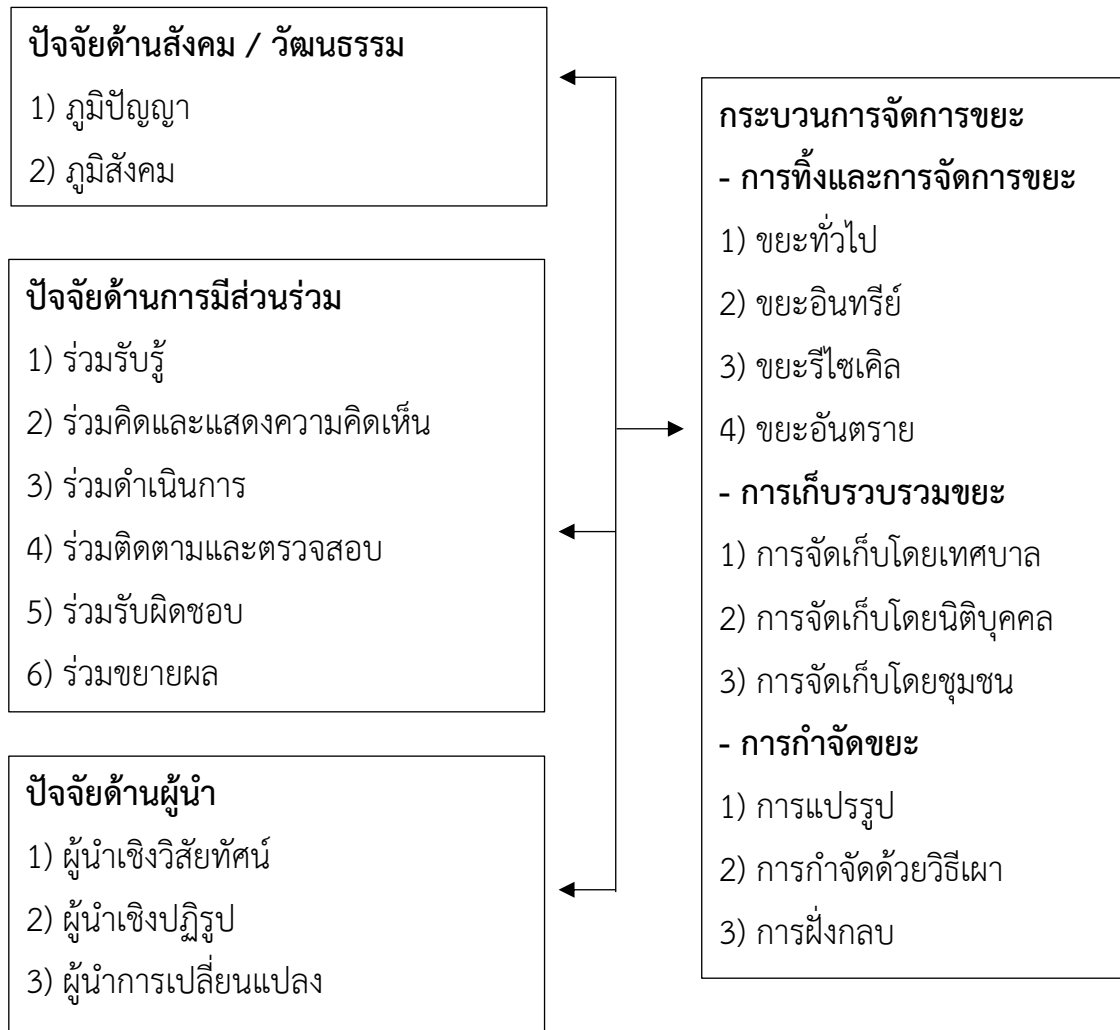 ปัจจัยด้านสังคม / วัฒนธรรม
1) ภูมิปัญญา
2) ภูมิสังคม
ปัจจัยด้านการมีส่วนร่วม
1) ร่วมรับรู้
2) ร่วมคิดและแสดงความคิดเห็น
3) ร่วมดำเนินการ
4) ร่วมติดตามและตรวจสอบ
5) ร่วมรับผิดชอบ
6) ร่วมขยายผล
ปัจจัยด้านผู้นำ
1) ผู้นำเชิงวิสัยทัศน์
2) ผู้นำเชิงปฏิรูป
3) ผู้นำการเปลี่ยนแปลง
กระบวนการจัดการขยะ
- การทิ้งและการจัดการขยะ
1) ขยะทั่วไป
2) ขยะอินทรีย์
3) ขยะรีไซเคิล
4) ขยะอันตราย
- การเก็บรวบรวมขยะ
1) การจัดเก็บโดยเทศบาล
2) การจัดเก็บโดยนิติบุคคล
3) การจัดเก็บโดยชุมชน
- การกำจัดขยะ
1) การแปรรูป
2) การกำจัดด้วยวิธีเผา
3) การฝั่งกลบ